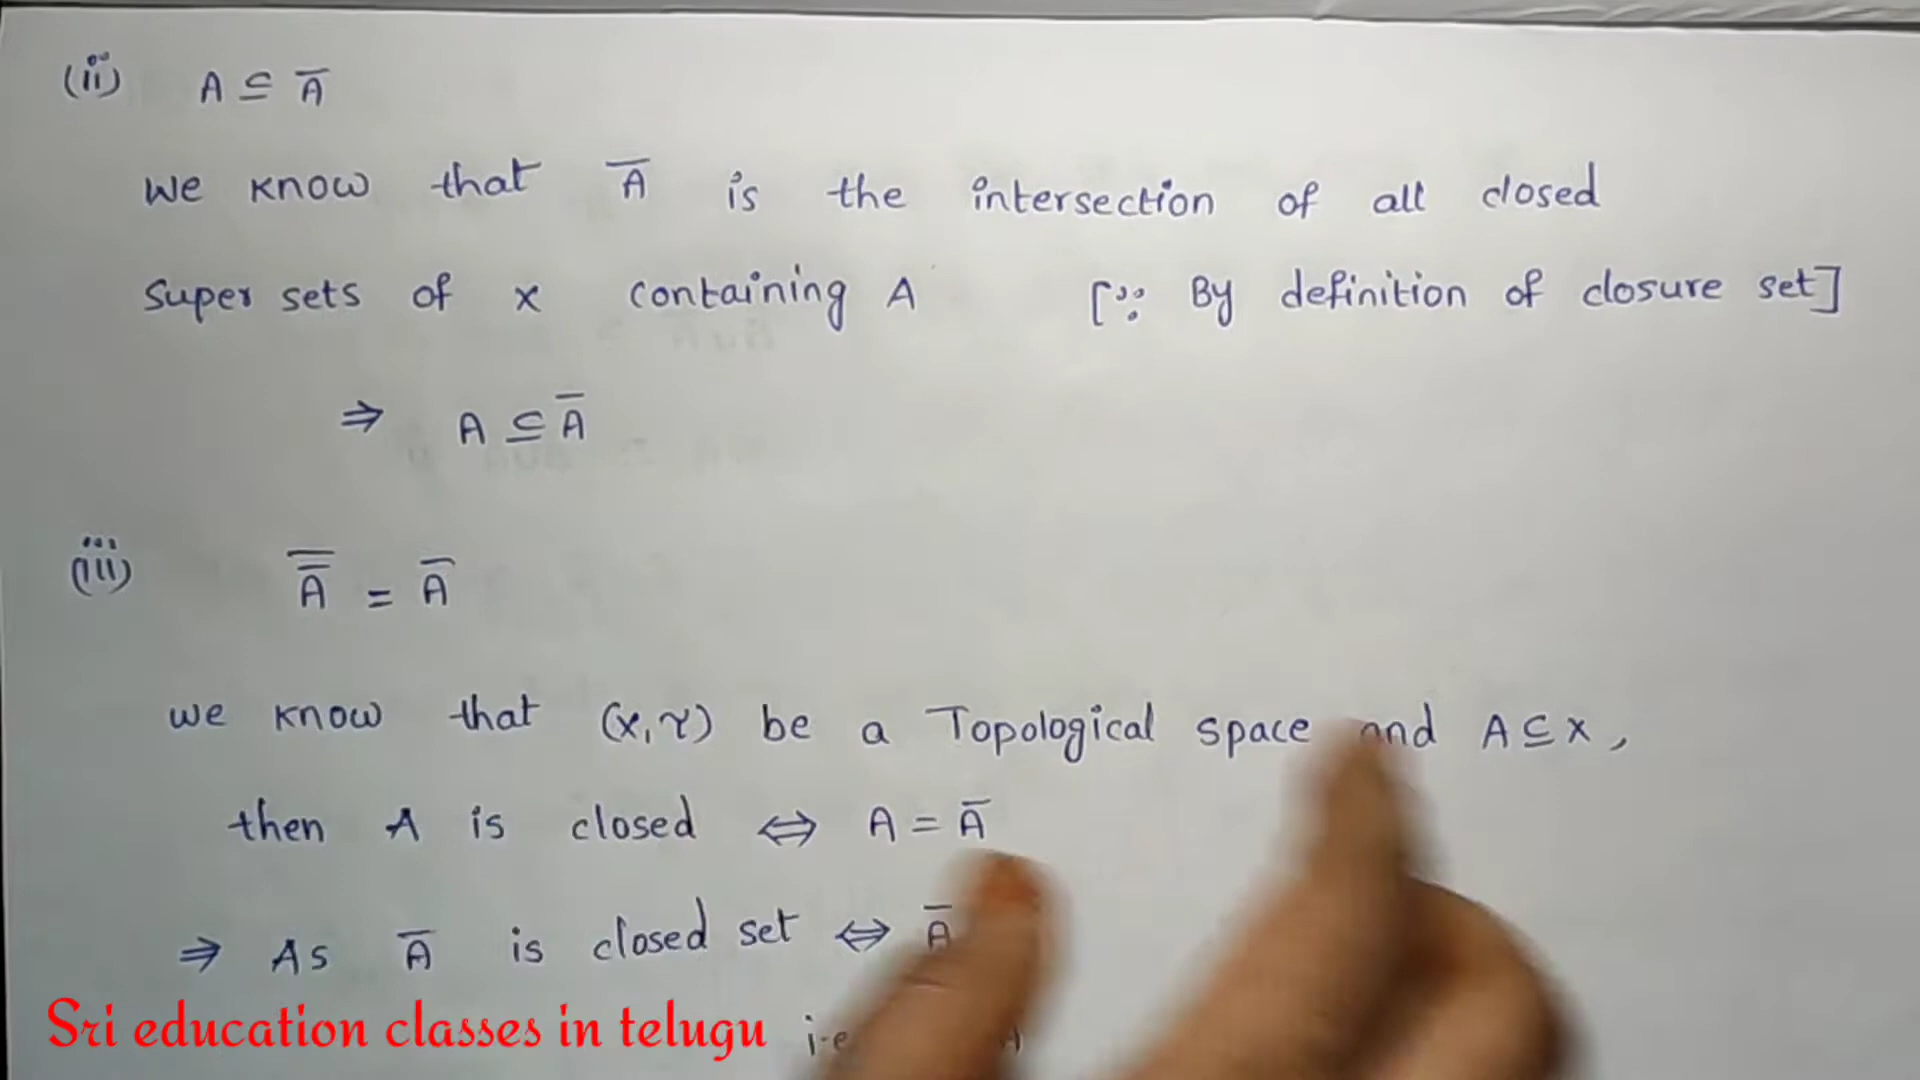 (ii) A ⊆ A̅
We know that A̅ is the intersection of all closed
super sets of x containing A [∵ By definition of closure set]
⇒ A ⊆ A̅
(iii) A̿ = A̅
we know that (x,τ) be a Topological space and A ⊆ x,
then A is closed ⇔ A = A̅
⇒ As A̅ is closed set ⇔ A̅
Sri education classes in telugu